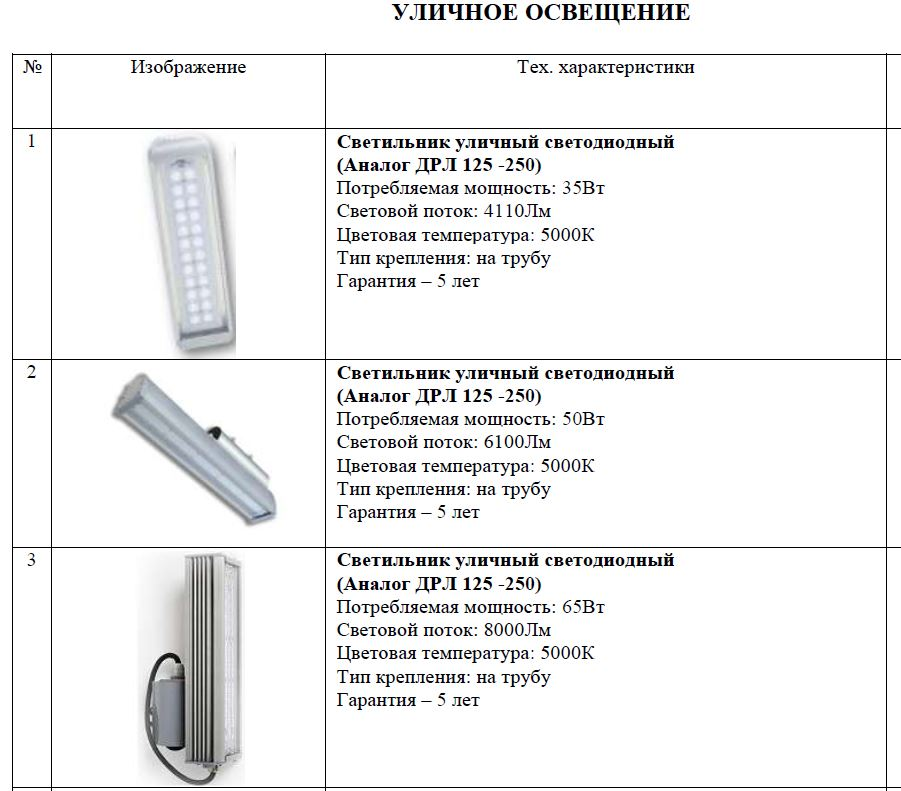 УЛИЧНОЕ ОСВЕЩЕНИЕ
№ Изображение Тех. характеристики
1 Светильник уличный светодиодный
(Аналог ДРЛ 125 -250)
Потребляемая мощность: 35Вт
Световой поток: 4110Лм
Цветовая температура: 5000К
Тип крепления: на трубу
Гарантия – 5 лет
2 Светильник уличный светодиодный
(Аналог ДРЛ 125 -250)
Потребляемая мощность: 50Вт
Световой поток: 6100Лм
Цветовая температура: 5000К
Тип крепления: на трубу
Гарантия – 5 лет
3 Светильник уличный светодиодный
(Аналог ДРЛ 125 -250)
Потребляемая мощность: 65Вт
Световой поток: 8000Лм
Цветовая температура: 5000К
Тип крепления: на трубу
Гарантия – 5 лет